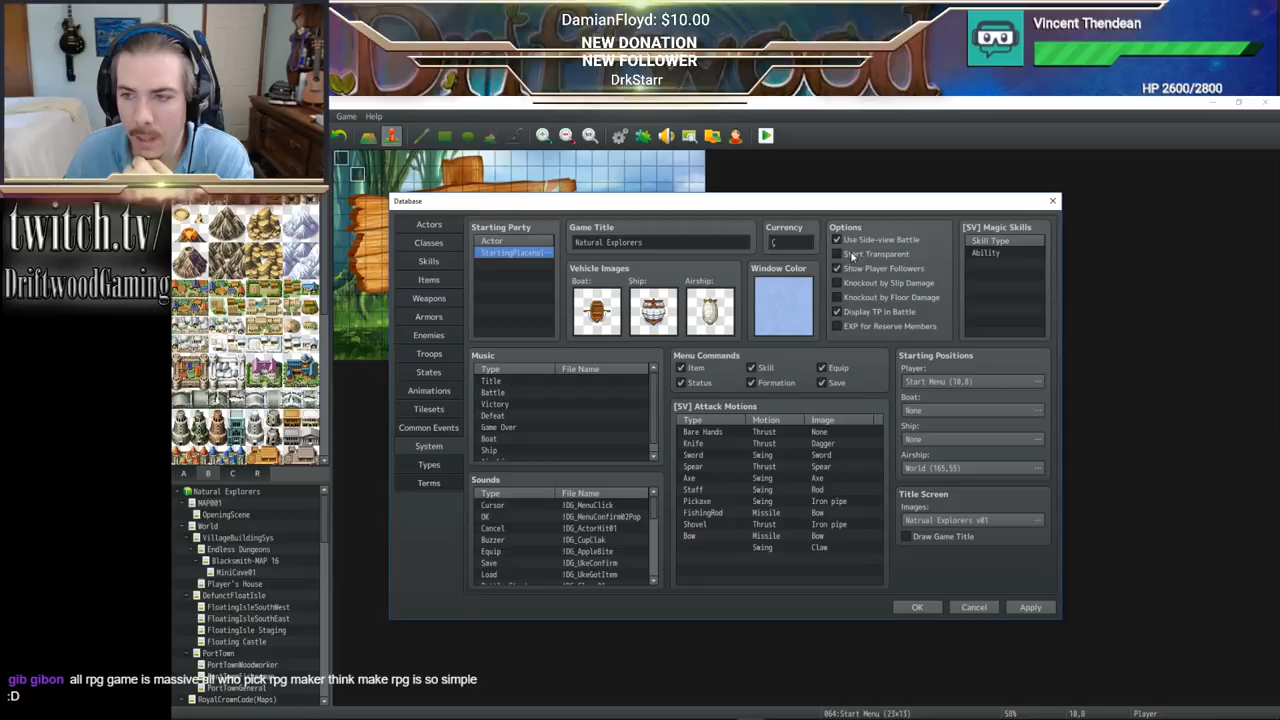 DamianFloyd: $10.00
NEW DONATION
NEW FOLLOWER
DrkStarr
Vincent Thendean
HP 2600/2800
Game Help
twitch.tv/
DriftwoodGaming
Database
Actors
Classes
Skills
Items
Weapons
Armors
Enemies
Troops
States
Animations
Tilesets
Common Events
System
Types
Terms
Starting Party
Actor
StartingPlacehol...
Game Title
Natural Explorers
Currency
Ç
Vehicle Images
Boat:
Ship:
Airship:
Window Color
Options
Use Side-view Battle
Start Transparent
Show Player Followers
Knockout by Slip Damage
Knockout by Floor Damage
Display TP in Battle
EXP for Reserve Members
[SV] Magic Skills
Skill Type
Ability
Music
Type File Name
Title
Battle
Victory
Defeat
Game Over
Boat
Ship
Menu Commands
Item Skill Equip
Status Formation Save
[SV] Attack Motions
Type Motion Image
Bare Hands Thrust None
Knife Thrust Dagger
Sword Swing Sword
Spear Thrust Spear
Axe Swing Axe
Staff Swing Rod
Pickaxe Swing Iron pipe
FishingRod Missile Bow
Shovel Thrust Iron pipe
Bow Missile Bow
Swing Claw
Starting Positions
Player:
Start Menu (10,8) ...
Boat:
None ...
Ship:
None ...
Airship:
World (165,55) ...
Sounds
Type File Name
Cursor !DG_MenuClick
OK !DG_MenuConfirm02Pop
Cancel !DG_ActorHit01
Buzzer !DG_CupClak
Equip !DG_AppleBite
Save !DG_UkeConfirm
Load !DG_UkeGotItem
Title Screen
Images:
Natrual Explorers v01 ...
Draw Game Title
OK Cancel Apply
A B C R
Natural Explorers
MAP001
OpeningScene
World
VillageBuildingSys
Endless Dungeons
Blacksmith-MAP 16
MiniCave01
Player's House
DefunctFloatIsle
FloatingIsleSouthWest
FloatingIsleSouthEast
FloatingIsle Staging
Floating Castle
PortTown
PortTownWoodworker
PortTownGeneral
RoyalCrownCode(Maps)
gib gibon all rpg game is massive all who pick rpg maker think make rpg is so simple
:D
064:Start Menu (23x13) 58% 10,8 Player